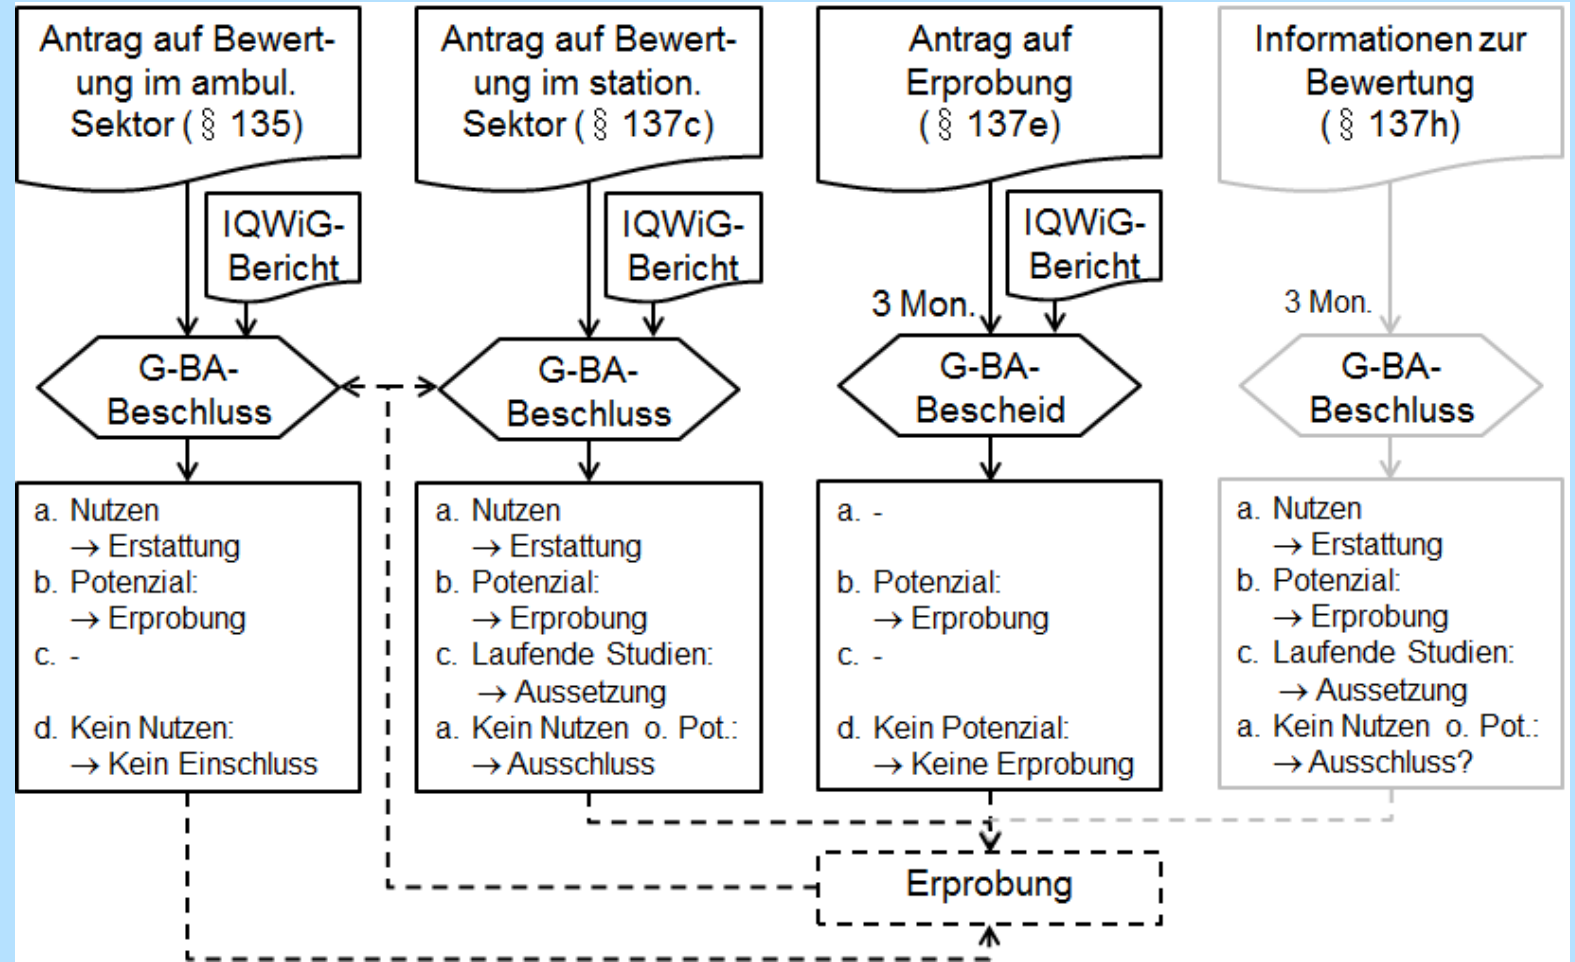 Antrag auf Bewert-
ung im ambul.
Sektor (§ 135)
Antrag auf Bewert-
ung im station.
Sektor (§ 137c)
Antrag auf
Erprobung
(§ 137e)
Informationen zur
Bewertung
(§ 137h)
IQWiG-
Bericht
IQWiG-
Bericht
IQWiG-
Bericht
3 Mon.
3 Mon.
G-BA-
Beschluss
G-BA-
Beschluss
G-BA-
Bescheid
G-BA-
Beschluss
a. Nutzen
→ Erstattung
b. Potenzial:
→ Erprobung
c. -
d. Kein Nutzen:
→ Kein Einschluss
a. Nutzen
→ Erstattung
b. Potenzial:
→ Erprobung
c. Laufende Studien:
→ Aussetzung
a. Kein Nutzen o. Pot.:
→ Ausschluss
a. -
b. Potenzial:
→ Erprobung
c. -
d. Kein Potenzial:
→ Keine Erprobung
a. Nutzen
→ Erstattung
b. Potenzial:
→ Erprobung
c. Laufende Studien:
→ Aussetzung
a. Kein Nutzen o. Pot.:
→ Ausschluss?
Erprobung